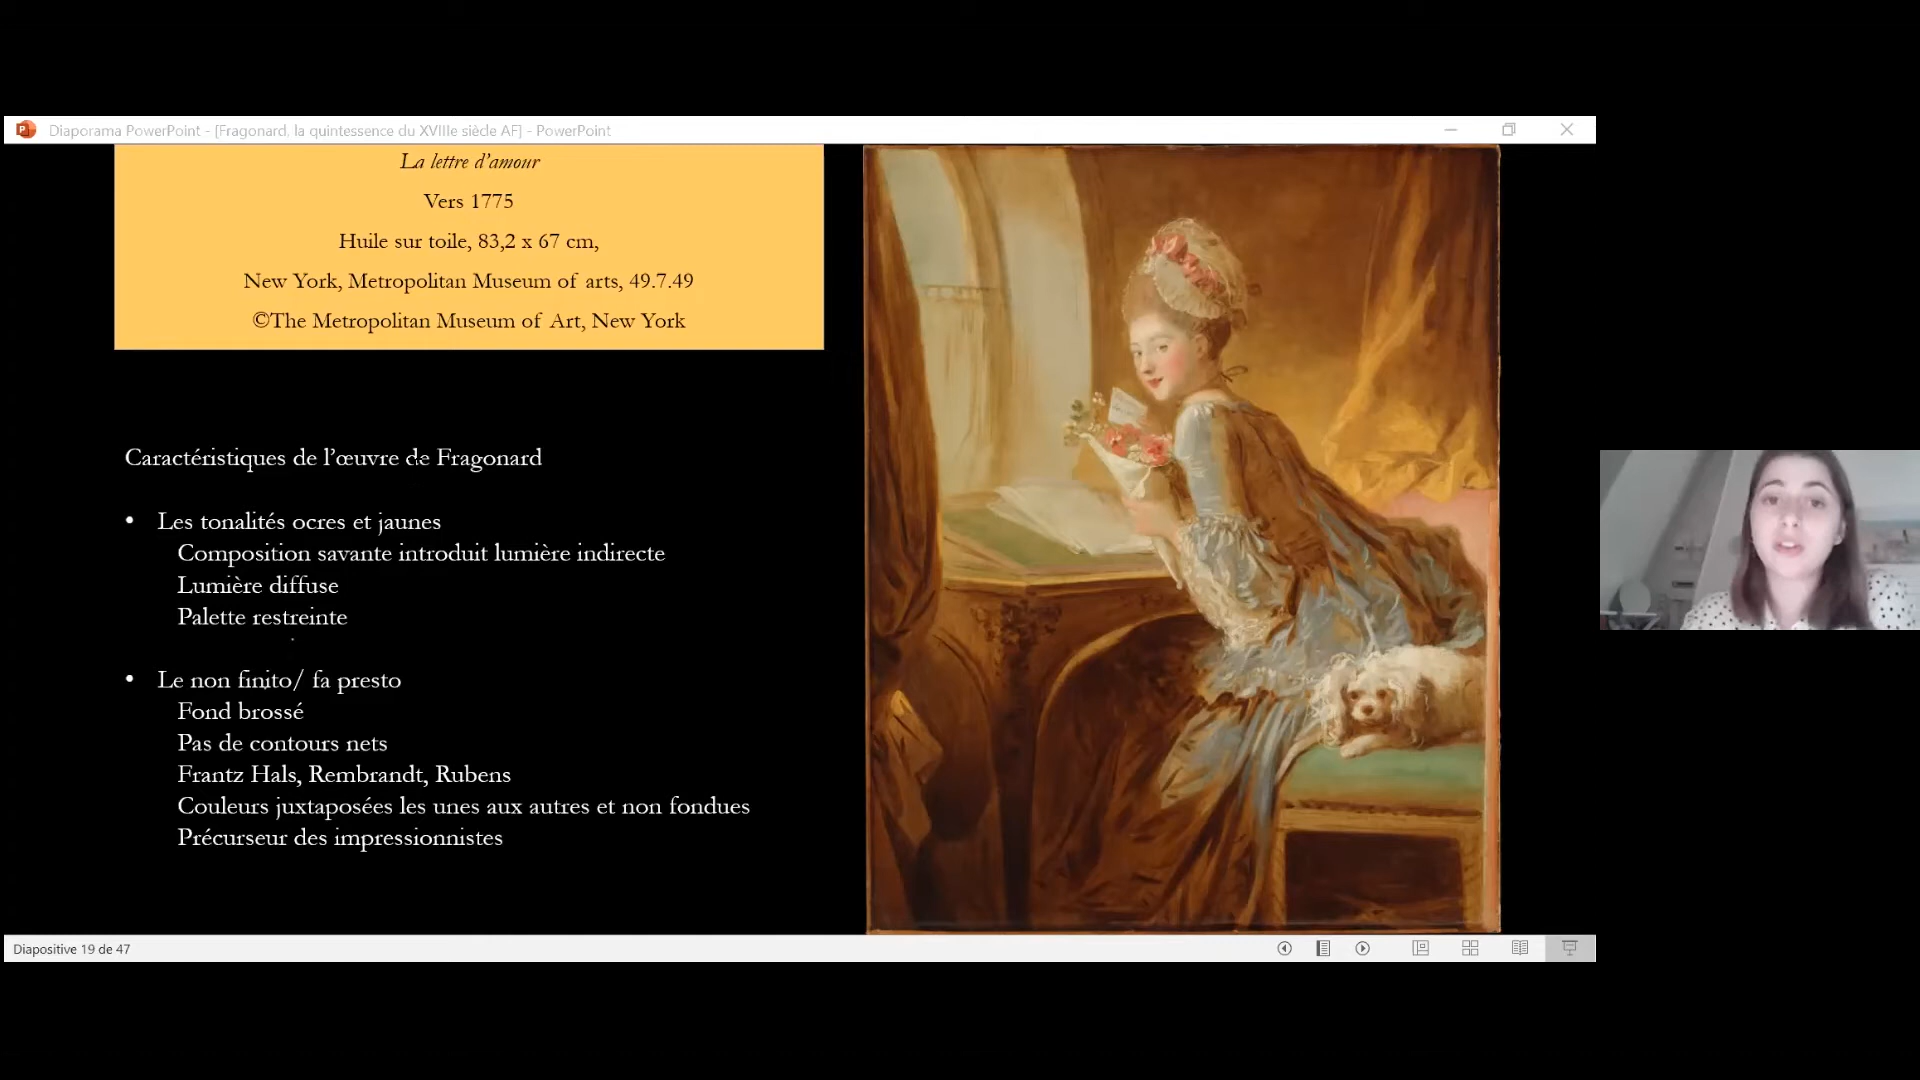 Diaporama PowerPoint - [Fragonard, la quintessence du XVIIIe siècle AF] - PowerPoint
La lettre d'amour
Vers 1775
Huile sur toile, 83,2 x 67 cm,
New York, Metropolitan Museum of arts, 49.7.49
©The Metropolitan Museum of Art, New York
Caractéristiques de l'œuvre de Fragonard
• Les tonalités ocres et jaunes
Composition savante introduit lumière indirecte
Lumière diffuse
Palette restreinte
• Le non finito/ fa presto
Fond brossé
Pas de contours nets
Frantz Hals, Rembrandt, Rubens
Couleurs juxtaposées les unes aux autres et non fondues
Précurseur des impressionnistes
Diapositive 19 de 47